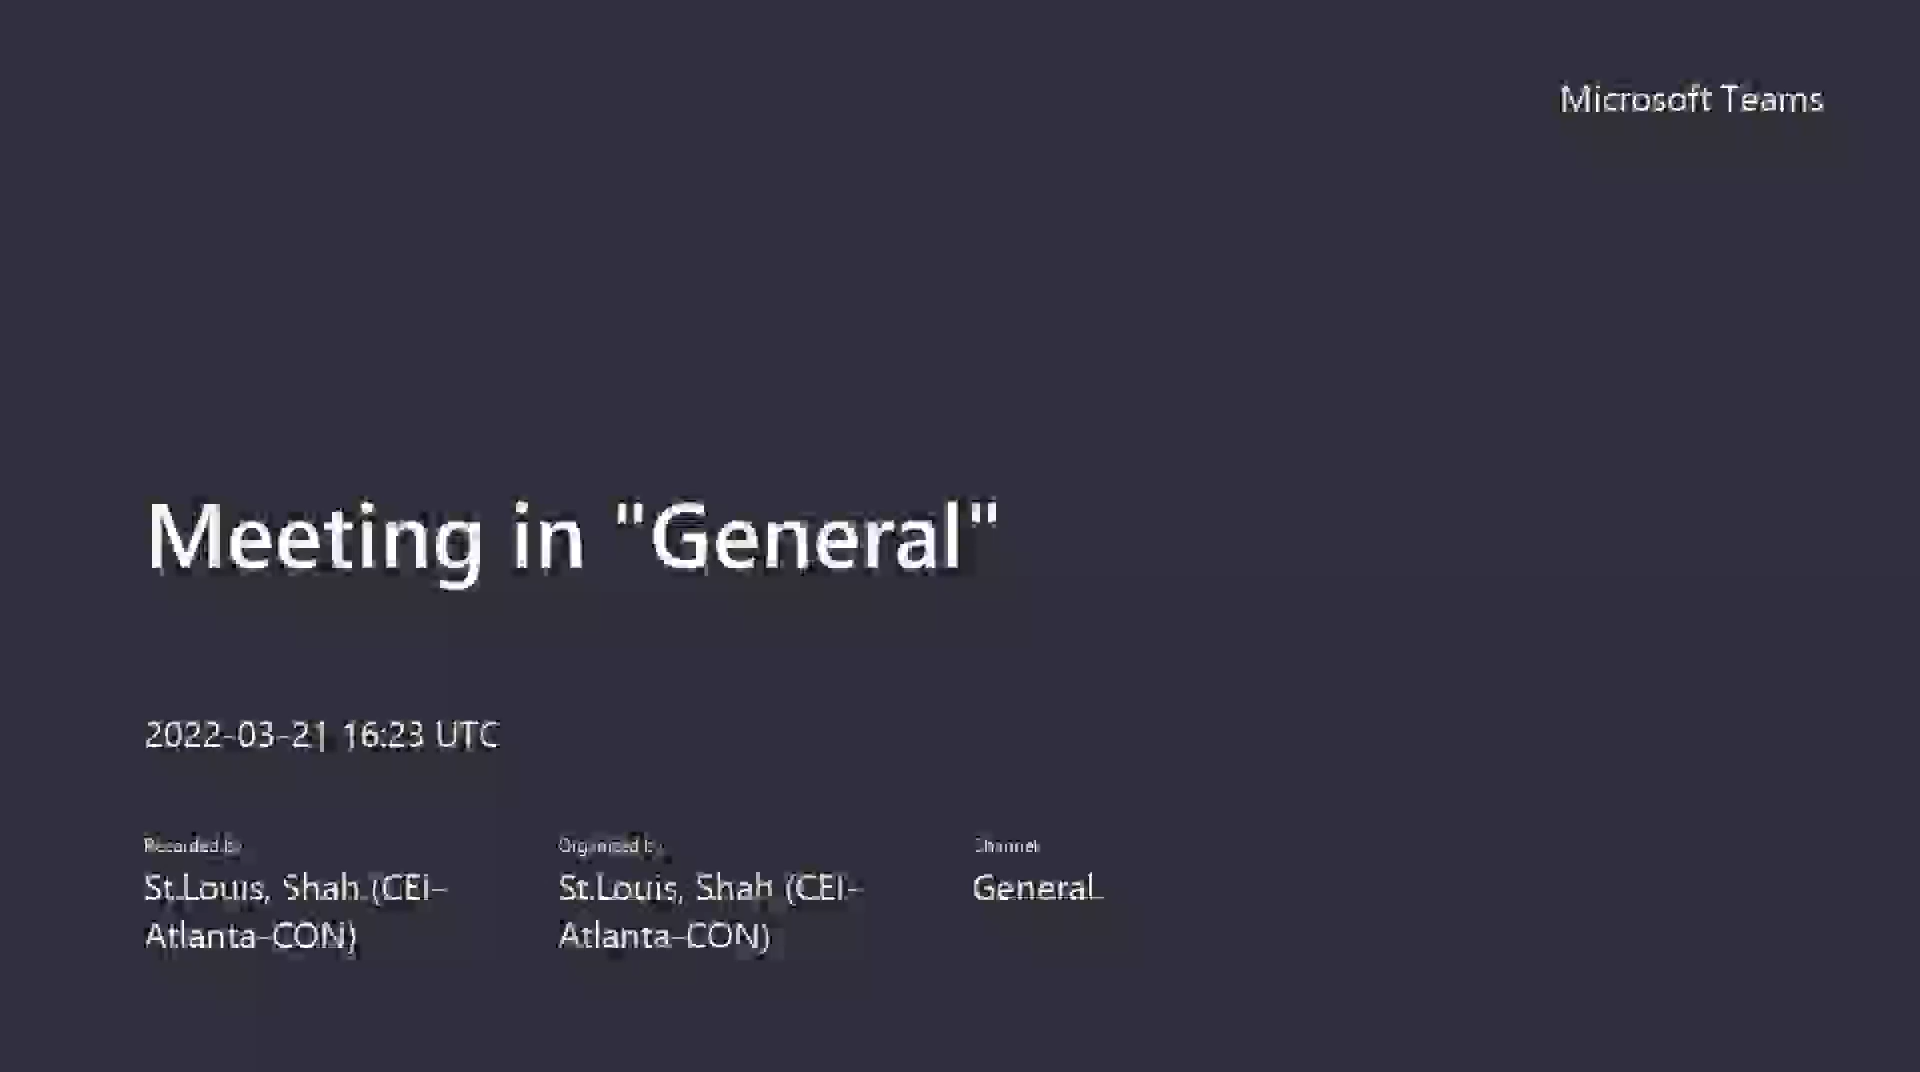 Microsoft Teams
Meeting in "General"
2022-03-21 16:23 UTC
Recorded by
Organized by
Channel
St.Louis, Shah (CEI-
Atlanta-CON)
St.Louis, Shah (CEI-
Atlanta-CON)
General